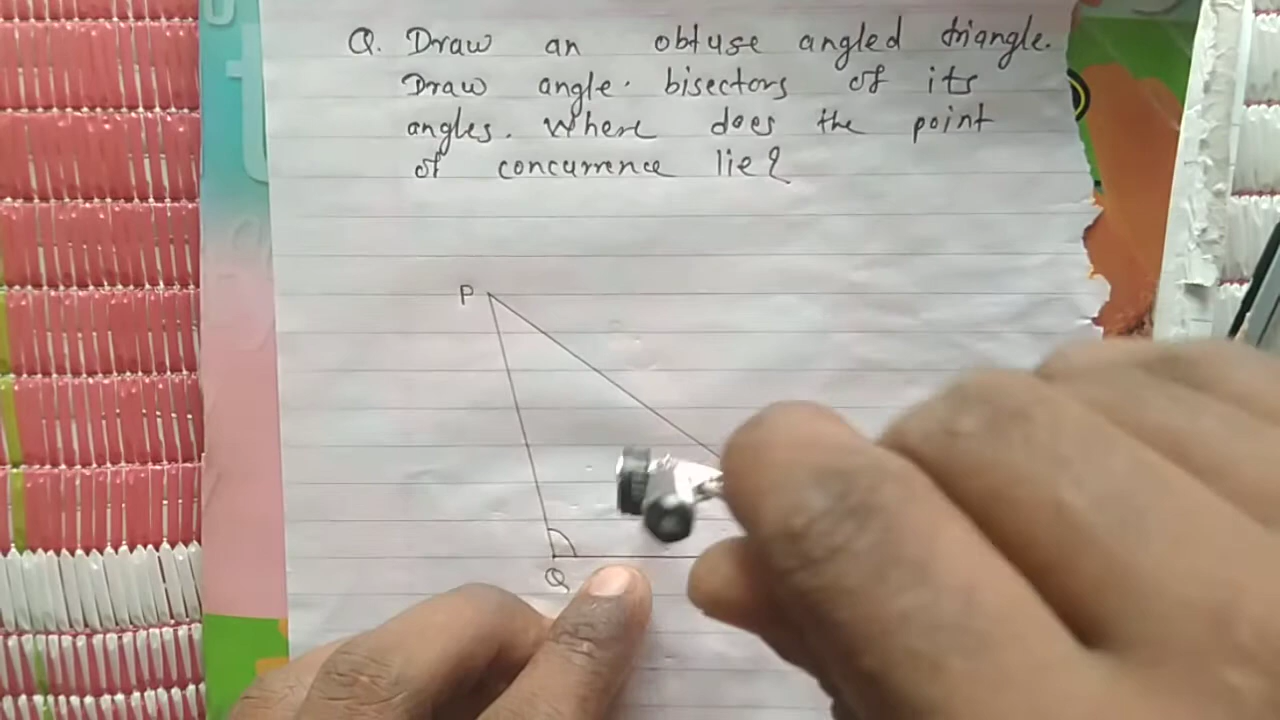 Q. Draw an obtuse angled triangle.
Draw angle bisectors of its
angles. Where does the point
of concurrence lie?
P
Q